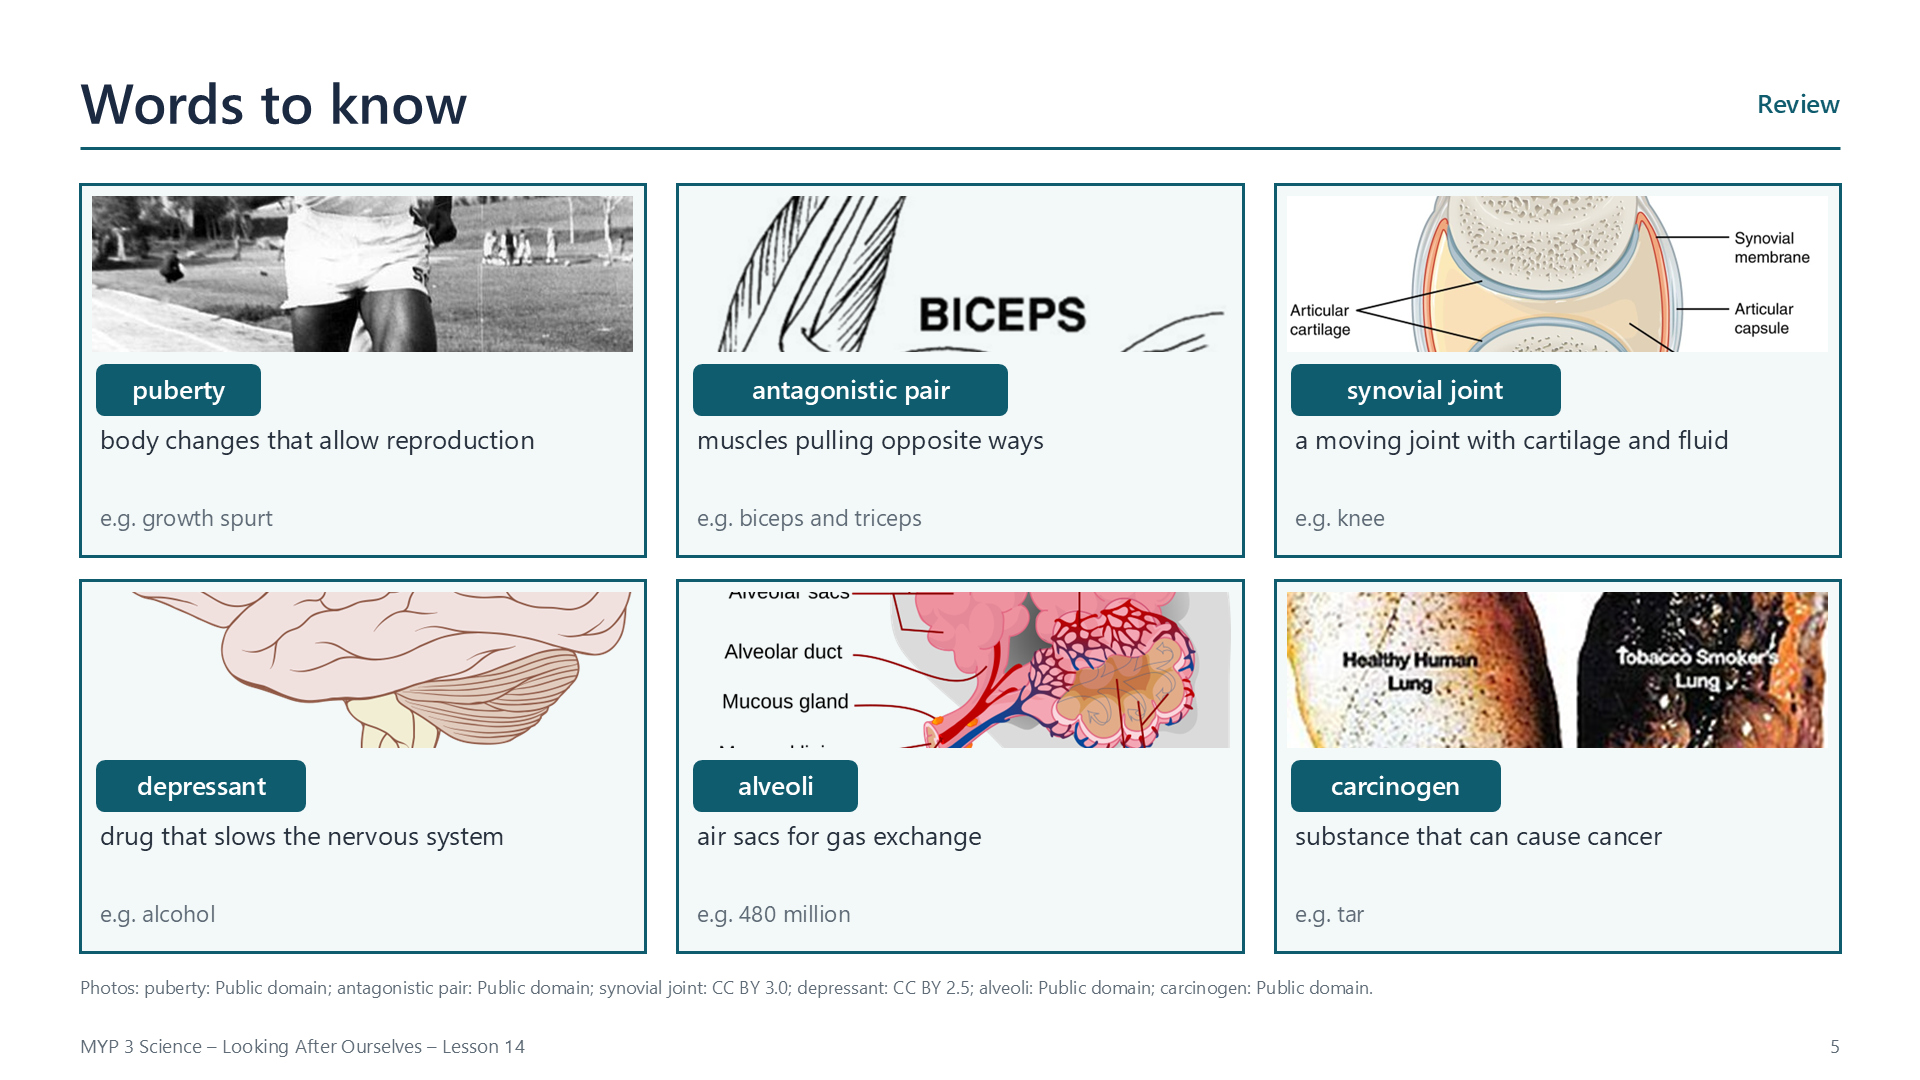 Words to know
Review
BICEPS
Synovial
membrane
Articular
cartilage
Articular
capsule
puberty
antagonistic pair
synovial joint
body changes that allow reproduction
muscles pulling opposite ways
a moving joint with cartilage and fluid
e.g. growth spurt
e.g. biceps and triceps
e.g. knee
Alveolar sacs
Alveolar duct
Mucous gland
Healthy Human
Lung
Tobacco Smoker's
Lung
depressant
alveoli
carcinogen
drug that slows the nervous system
air sacs for gas exchange
substance that can cause cancer
e.g. alcohol
e.g. 480 million
e.g. tar
Photos: puberty: Public domain; antagonistic pair: Public domain; synovial joint: CC BY 3.0; depressant: CC BY 2.5; alveoli: Public domain; carcinogen: Public domain.
MYP 3 Science – Looking After Ourselves – Lesson 14
5